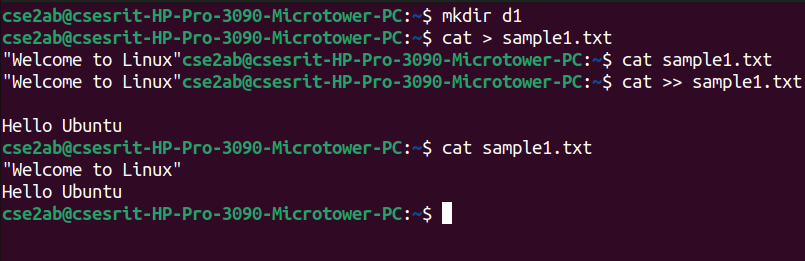 cse2ab@csesrit-HP-Pro-3090-Microtower-PC:~$ mkdir d1
cse2ab@csesrit-HP-Pro-3090-Microtower-PC:~$ cat > sample1.txt
"Welcome to Linux"cse2ab@csesrit-HP-Pro-3090-Microtower-PC:~$ cat sample1.txt
"Welcome to Linux"cse2ab@csesrit-HP-Pro-3090-Microtower-PC:~$ cat >> sample1.txt
Hello Ubuntu
cse2ab@csesrit-HP-Pro-3090-Microtower-PC:~$ cat sample1.txt
"Welcome to Linux"
Hello Ubuntu
cse2ab@csesrit-HP-Pro-3090-Microtower-PC:~$